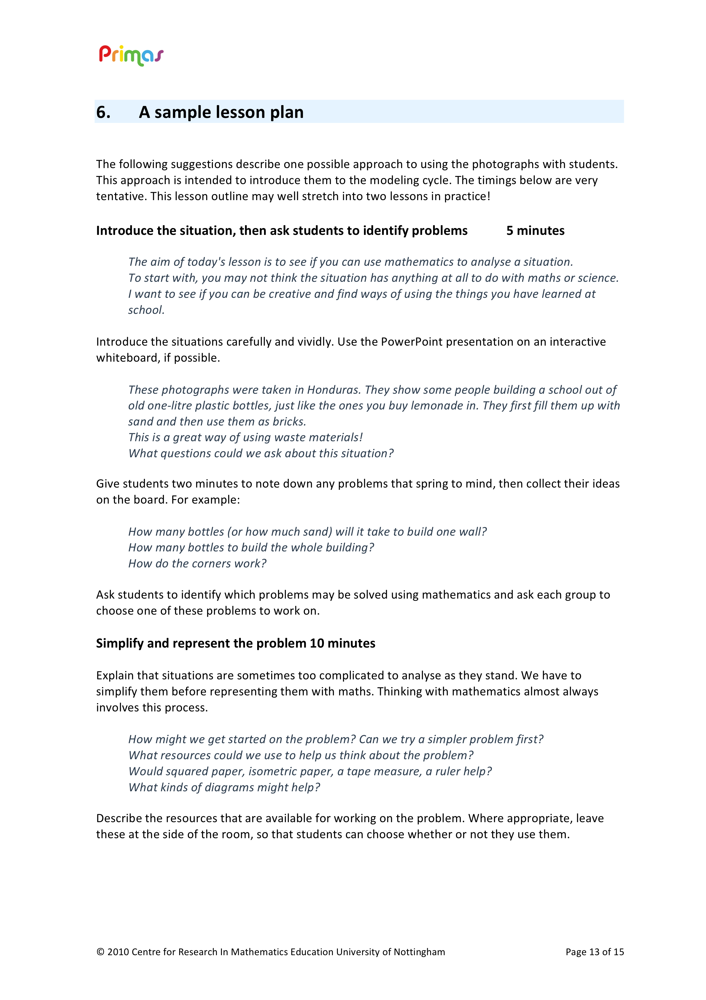 Primas
6. A sample lesson plan
The following suggestions describe one possible approach to using the photographs with students.
This approach is intended to introduce them to the modeling cycle. The timings below are very
tentative. This lesson outline may well stretch into two lessons in practice!
Introduce the situation, then ask students to identify problems 5 minutes
The aim of today's lesson is to see if you can use mathematics to analyse a situation.
To start with, you may not think the situation has anything at all to do with maths or science.
I want to see if you can be creative and find ways of using the things you have learned at
school.
Introduce the situations carefully and vividly. Use the PowerPoint presentation on an interactive
whiteboard, if possible.
These photographs were taken in Honduras. They show some people building a school out of
old one-litre plastic bottles, just like the ones you buy lemonade in. They first fill them up with
sand and then use them as bricks.
This is a great way of using waste materials!
What questions could we ask about this situation?
Give students two minutes to note down any problems that spring to mind, then collect their ideas
on the board. For example:
How many bottles (or how much sand) will it take to build one wall?
How many bottles to build the whole building?
How do the corners work?
Ask students to identify which problems may be solved using mathematics and ask each group to
choose one of these problems to work on.
Simplify and represent the problem 10 minutes
Explain that situations are sometimes too complicated to analyse as they stand. We have to
simplify them before representing them with maths. Thinking with mathematics almost always
involves this process.
How might we get started on the problem? Can we try a simpler problem first?
What resources could we use to help us think about the problem?
Would squared paper, isometric paper, a tape measure, a ruler help?
What kinds of diagrams might help?
Describe the resources that are available for working on the problem. Where appropriate, leave
these at the side of the room, so that students can choose whether or not they use them.
© 2010 Centre for Research In Mathematics Education University of Nottingham Page 13 of 15